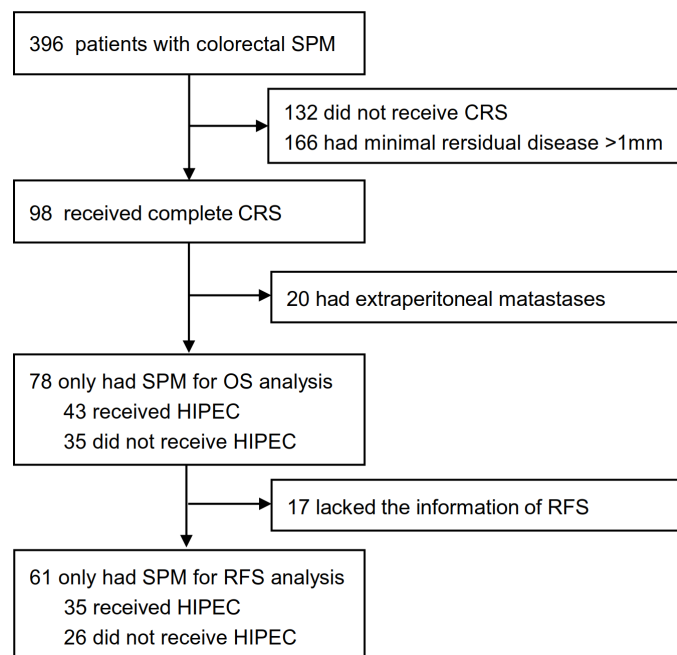 396 patients with colorectal SPM
132 did not receive CRS
166 had minimal rersidual disease >1mm
98 received complete CRS
20 had extraperitoneal matastases
78 only had SPM for OS analysis
43 received HIPEC
35 did not receive HIPEC
17 lacked the information of RFS
61 only had SPM for RFS analysis
35 received HIPEC
26 did not receive HIPEC